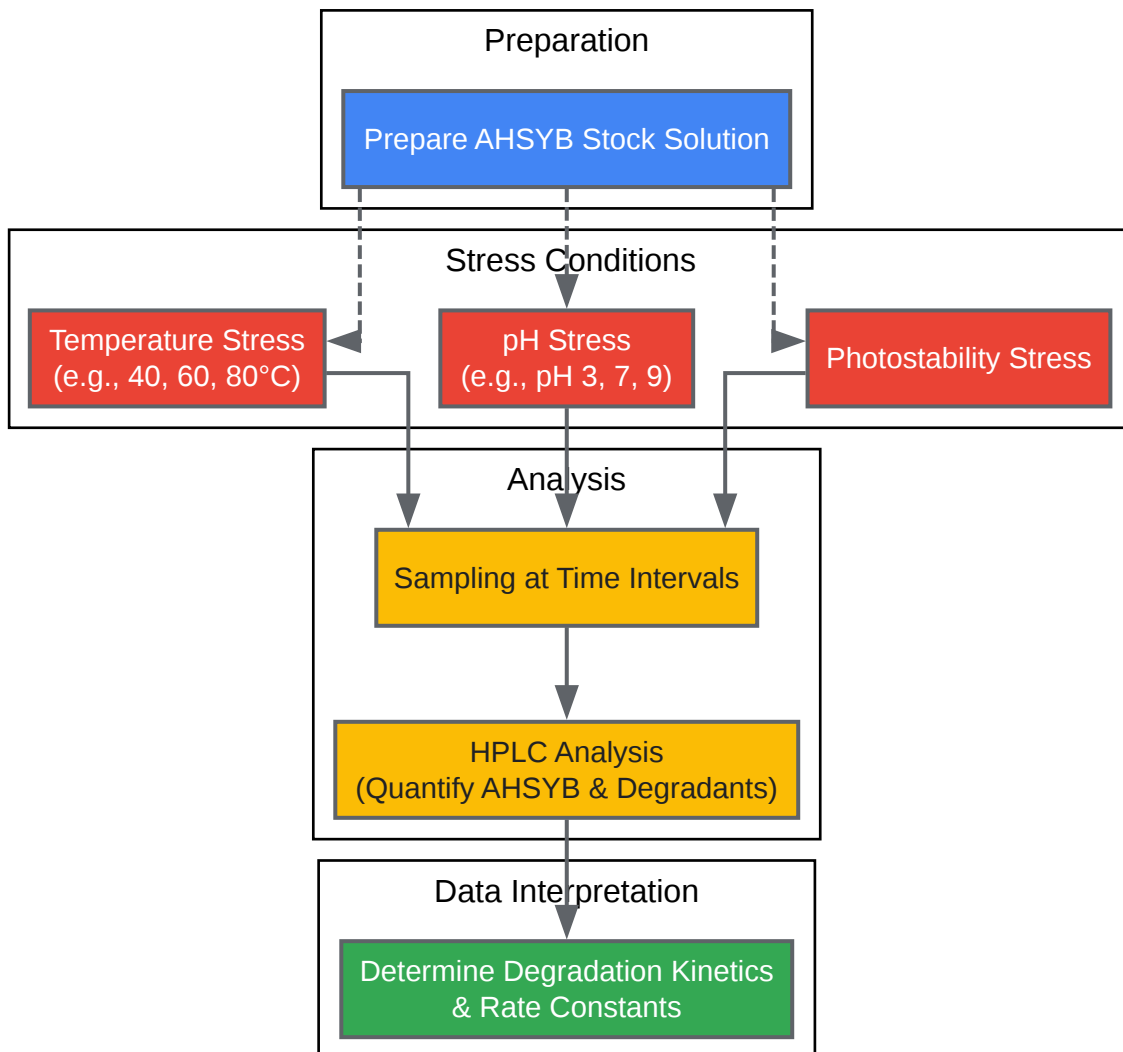 Preparation
Prepare AHSYB Stock Solution
Stress Conditions
Temperature Stress
(e.g., 40, 60, 80°C)
pH Stress
(e.g., pH 3, 7, 9)
Photostability Stress
Analysis
Sampling at Time Intervals
HPLC Analysis
(Quantify AHSYB & Degradants)
Data Interpretation
Determine Degradation Kinetics
& Rate Constants